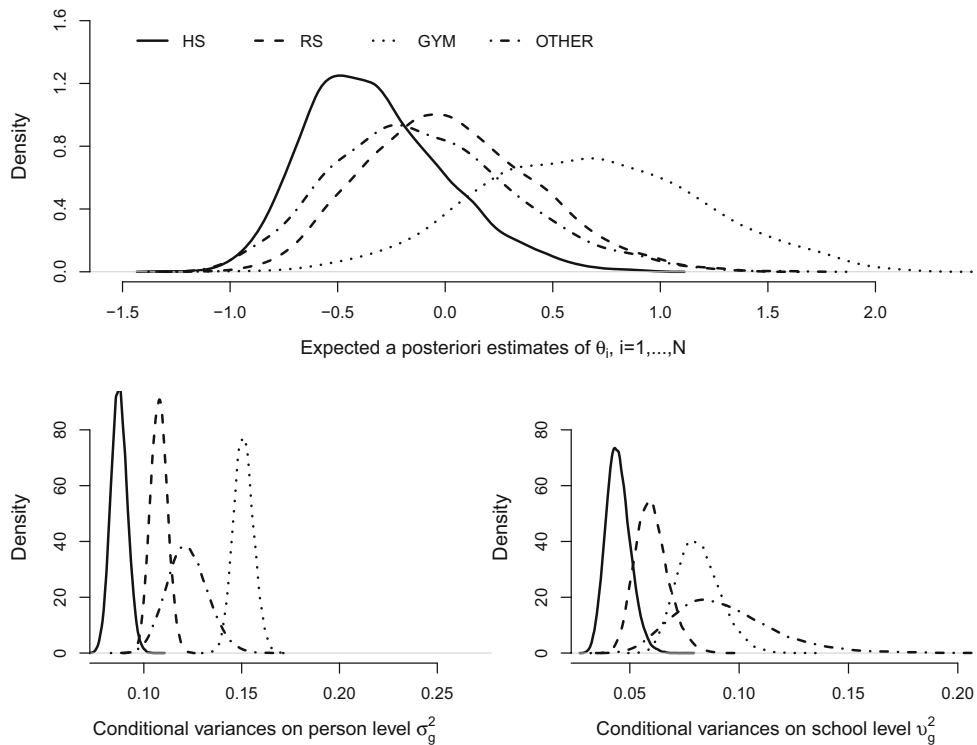 1.6
1.2
0.8
0.4
0.0
Density
HS RS GYM OTHER
−1.5 −1.0 −0.5 0.0 0.5 1.0 1.5 2.0
Expected a posteriori estimates of θi, i=1,...,N
80
60
40
20
0
Density
0.10 0.15 0.20 0.25
Conditional variances on person level σ²g
80
60
40
20
0
Density
0.05 0.10 0.15 0.20
Conditional variances on school level υ²g